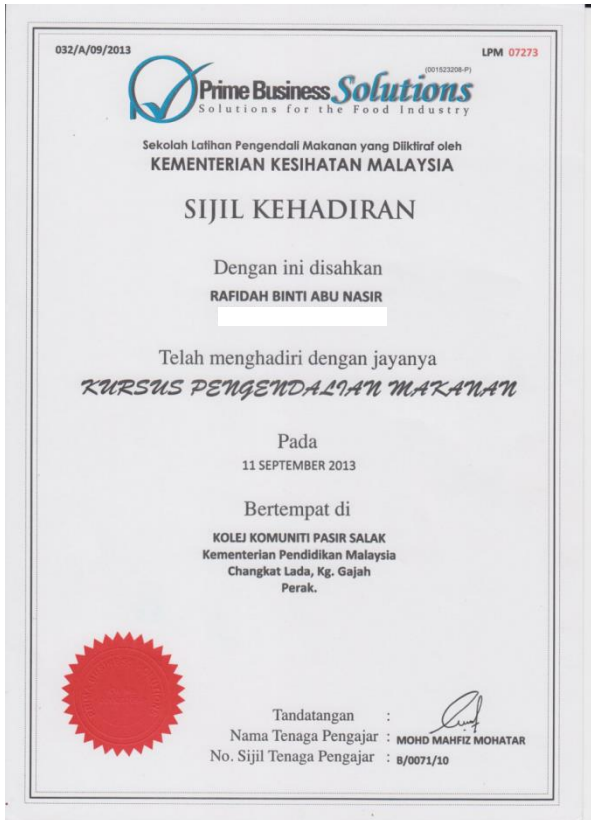 032/A/09/2013
LPM 07273
(001523208-P)
Prime Business Solutions
Solutions for the Food Industry
Sekolah Latihan Pengendali Makanan yang Diiktiraf oleh
KEMENTERIAN KESIHATAN MALAYSIA
SIJIL KEHADIRAN
Dengan ini disahkan
RAFIDAH BINTI ABU NASIR
Telah menghadiri dengan jayanya
KURSUS PENGENDALIAN MAKANAN
Pada
11 SEPTEMBER 2013
Bertempat di
KOLEJ KOMUNITI PASIR SALAK
Kementerian Pendidikan Malaysia
Changkat Lada, Kg. Gajah
Perak.
Tandatangan :
Nama Tenaga Pengajar : MOHD MAHFIZ MOHATAR
No. Sijil Tenaga Pengajar : B/0071/10